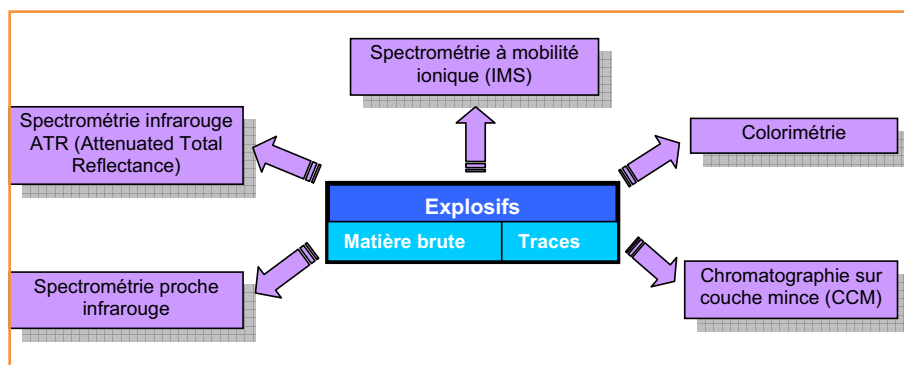 Spectrométrie à mobilité
ionique (IMS)
Spectrométrie infrarouge
ATR (Attenuated Total
Reflectance)
Colorimétrie
Explosifs
Matière brute
Traces
Spectrométrie proche
infrarouge
Chromatographie sur
couche mince (CCM)